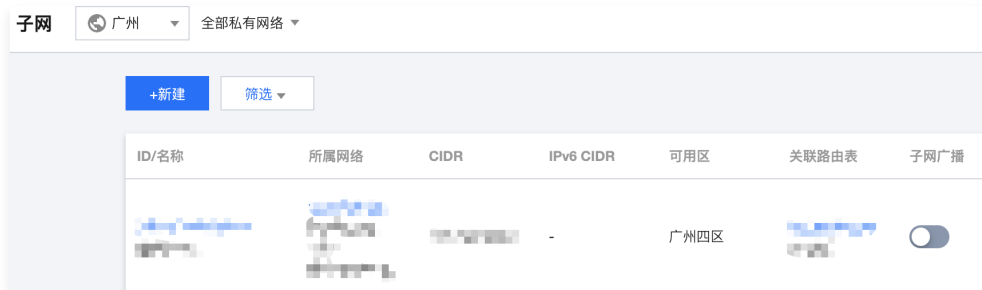 子网 广州 全部私有网络
+新建 筛选
ID/名称 所属网络 CIDR IPv6 CIDR 可用区 关联路由表 子网广播
- 广州四区